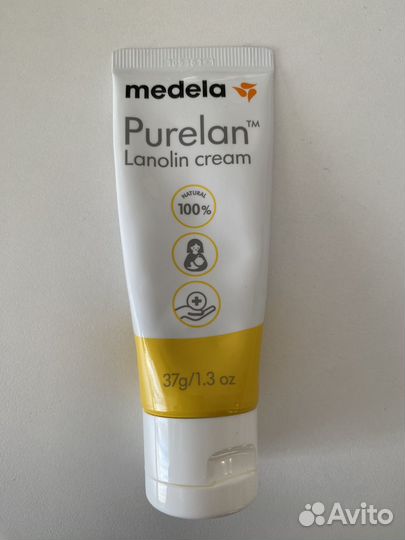 medela
Purelan™
Lanolin cream
NATURAL
100%
37g/1.3 oz
Avito